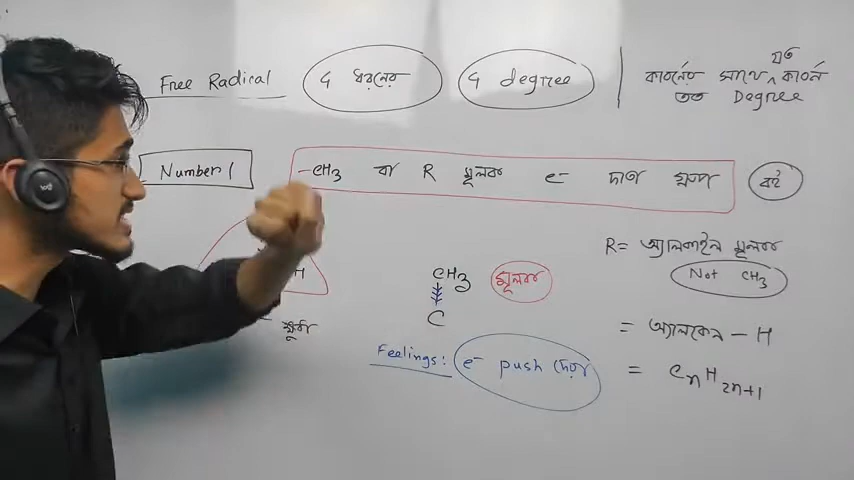 Free Radical 4 ধরনের 4 degree
কার্বনের সাথে যত কার্বন
তত Degree
Number 1 -CH3 বা R মূলক e- দাতা গ্রুপ বই
R= অ্যালকাইল মূলক
Not CH3
CH3 মূলক
C
H
= অ্যালকেন - H
Feelings: e- push দেয়
= CnH2n+1